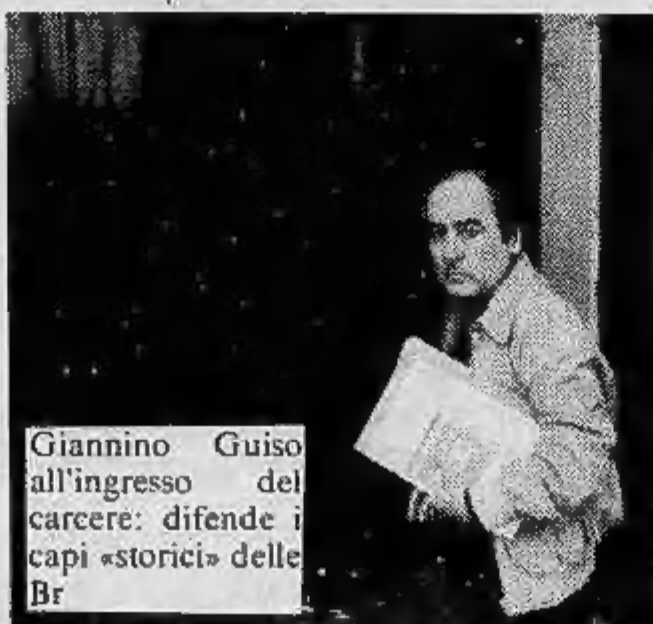 Giannino Guiso
all'ingresso del
carcere: difende i
capi «storici» delle
Br